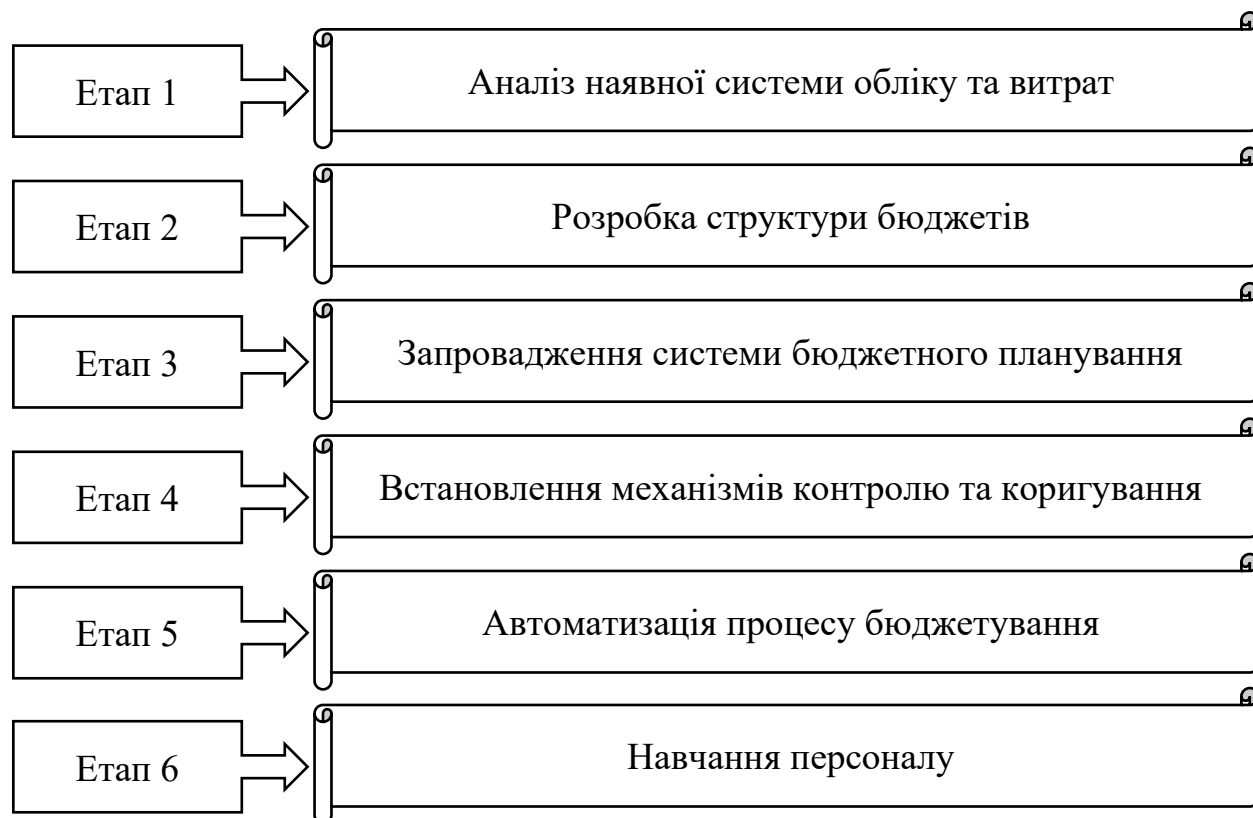 Етап 1
Аналіз наявної системи обліку та витрат
Етап 2
Розробка структури бюджетів
Етап 3
Запровадження системи бюджетного планування
Етап 4
Встановлення механізмів контролю та коригування
Етап 5
Автоматизація процесу бюджетування
Етап 6
Навчання персоналу